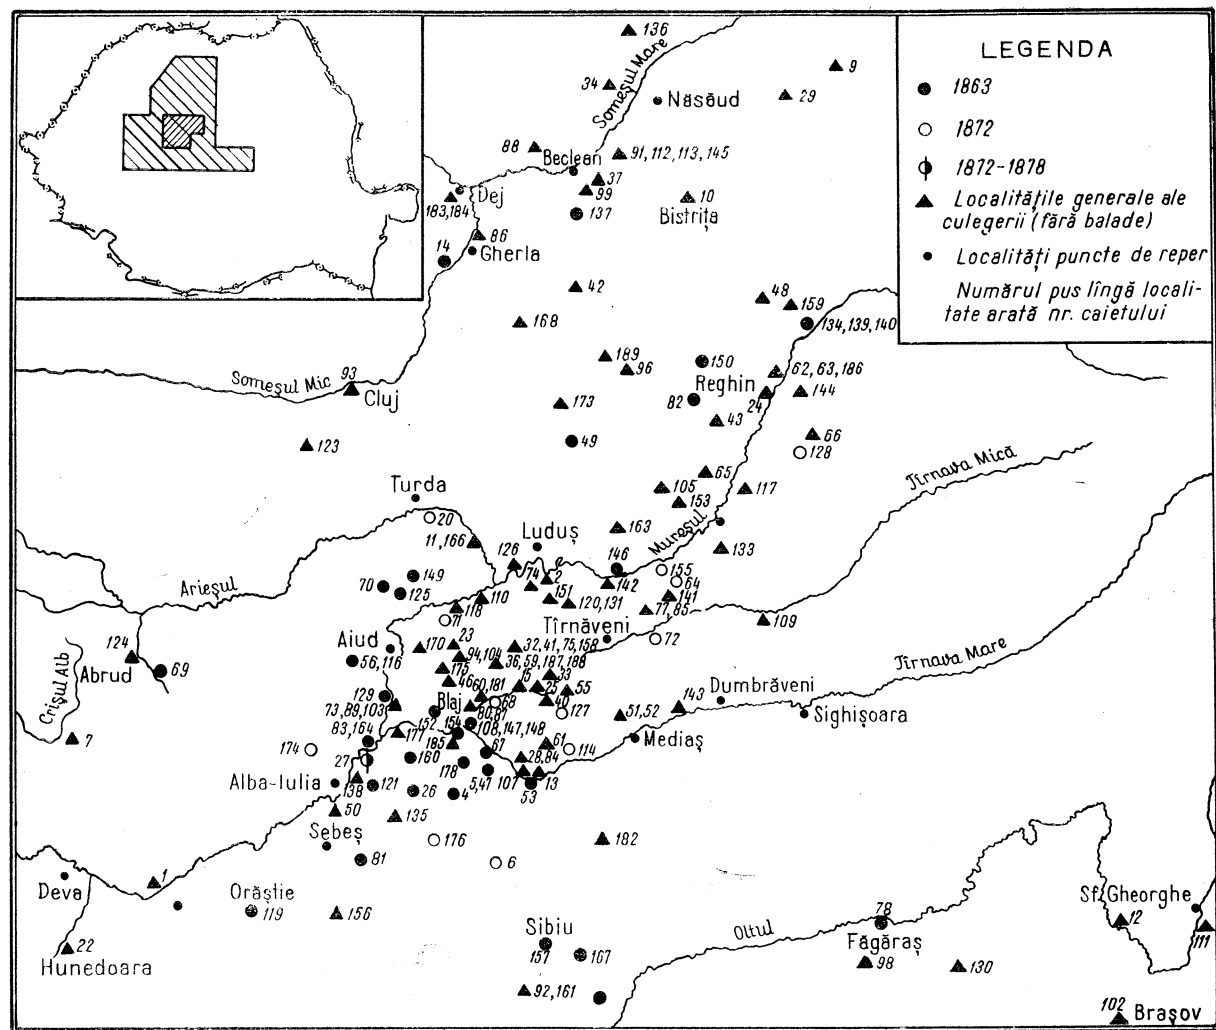 LEGENDA
1863
1872
1872-1878
Localitățile generale ale
culegerii (fără balade)
Localități puncte de reper
Numărul pus lîngă locali-
tate arată nr. caietului
136
9
Someșul Mare
34
29
Năsăud
88
Beclean
91, 112, 113, 145
37
99
10
Bistrița
Dej
183, 184
137
86
14
Gherla
42
48
159
134, 139, 140
168
189
96
150
62, 63, 186
Someșul Mic
93
Cluj
Reghin
82
24
144
173
43
123
49
66
128
65
Tîrnava Mică
105
117
153
Turda
20
11, 166
Luduș
163
Mureșul
133
126
146
2
155
64
74
142
141
Arieșul
149
70
125
110
151
120, 131
77, 85
118
71
109
Tîrnăveni
72
Aiud
170
23
32, 41, 75, 158
124
Abrud
69
Crișul Alb
56, 116
94, 104
36, 59, 187, 188
175
33
Tîrnava Mare
46
60, 181
15
25
55
129
73, 89, 103
Blaj
68
40
127
143
Dumbrăveni
80, 87
51, 52
Sighișoara
152
154
108, 147, 148
83, 164
177
185
61
114
Mediaș
7
174
67
27
160
28, 84
178
5, 47
107
13
Alba-Iulia
138
121
26
4
53
50
135
Sebeș
176
182
81
6
Deva
1
Orăștie
119
156
78
Sf. Gheorghe
12
Sibiu
Oltul
22
157
167
Făgăraș
111
Hunedoara
98
130
92, 161
102
Brașov